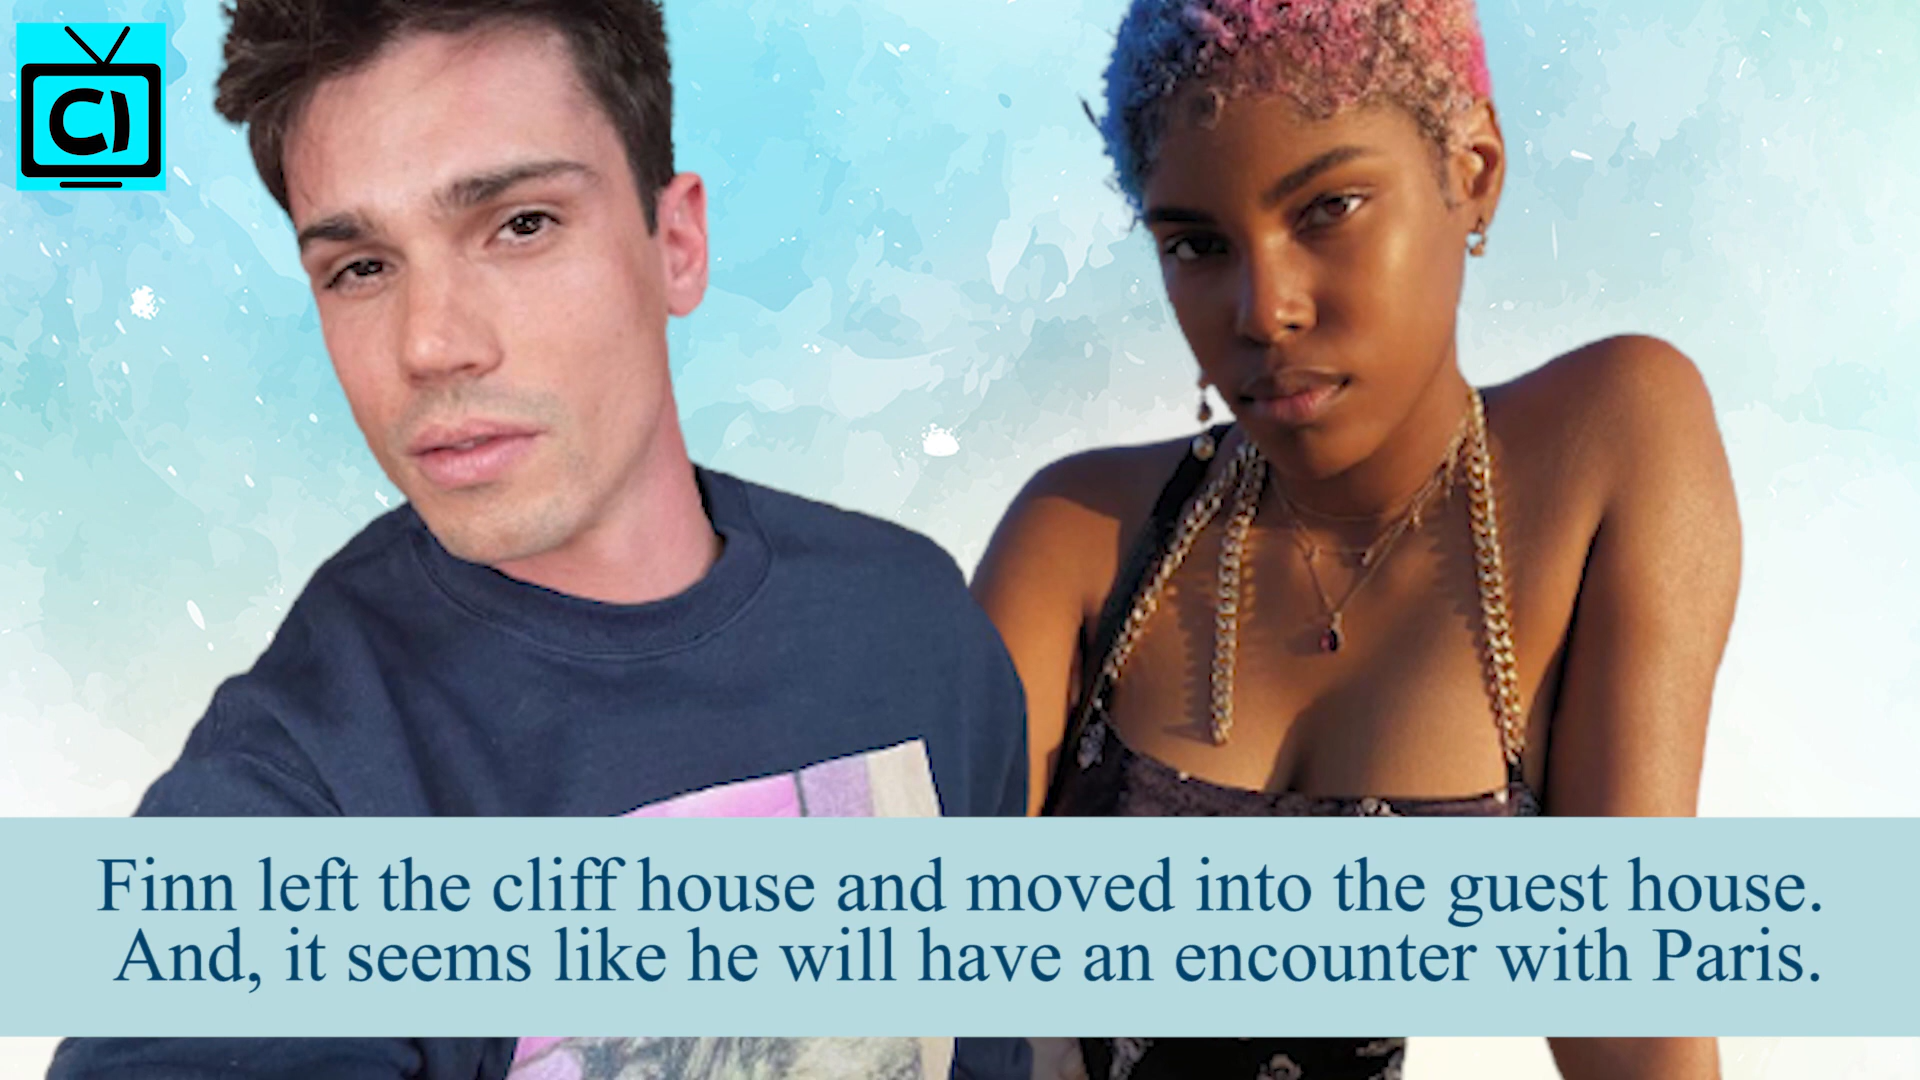 CI
Finn left the cliff house and moved into the guest house.
And, it seems like he will have an encounter with Paris.